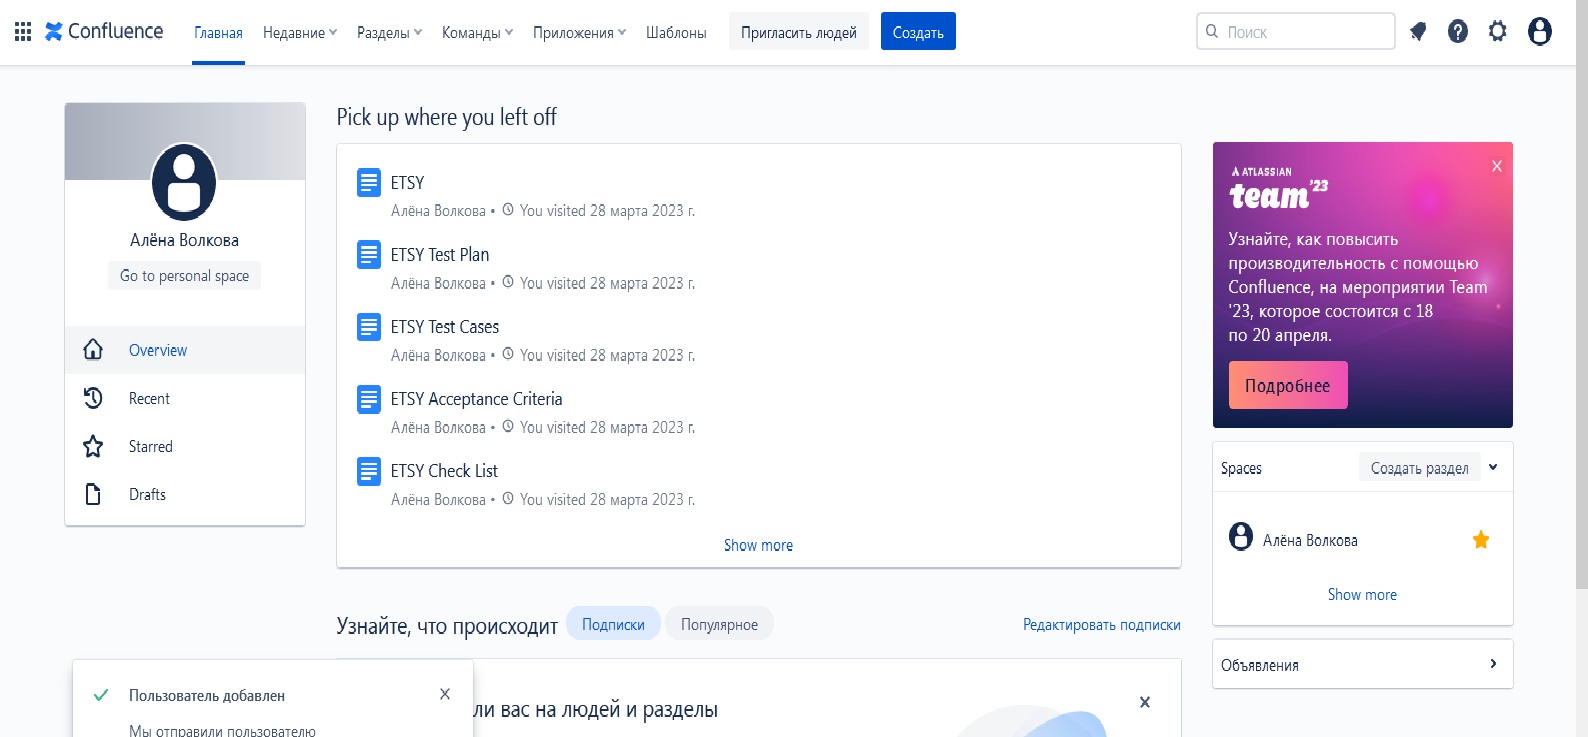 Confluence
Главная
Недавние
Разделы
Команды
Приложения
Шаблоны
Пригласить людей
Создать
Поиск
Алёна Волкова
Go to personal space
Overview
Recent
Starred
Drafts
Pick up where you left off
ETSY
Алёна Волкова • You visited 28 марта 2023 г.
ETSY Test Plan
Алёна Волкова • You visited 28 марта 2023 г.
ETSY Test Cases
Алёна Волкова • You visited 28 марта 2023 г.
ETSY Acceptance Criteria
Алёна Волкова • You visited 28 марта 2023 г.
ETSY Check List
Алёна Волкова • You visited 28 марта 2023 г.
Show more
ATLASSIAN
team '23
Узнайте, как повысить
производительность с помощью
Confluence, на мероприятии Team
'23, которое состоится с 18
по 20 апреля.
Подробнее
Spaces
Создать раздел
Алёна Волкова
Show more
Объявления
Узнайте, что происходит
Подписки
Популярное
Редактировать подписки
ли вас на людей и разделы
Пользователь добавлен
Мы отправили пользователю